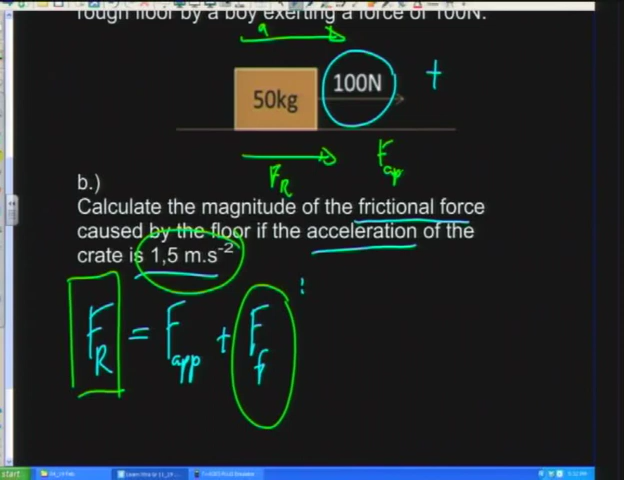 rough floor by a boy exerting a force of 100N.
a
50kg
100N
+
F_R
F_ap
b.)
Calculate the magnitude of the frictional force
caused by the floor if the acceleration of the
crate is 1,5 m.s⁻²
F_R = F_app + F_f
start